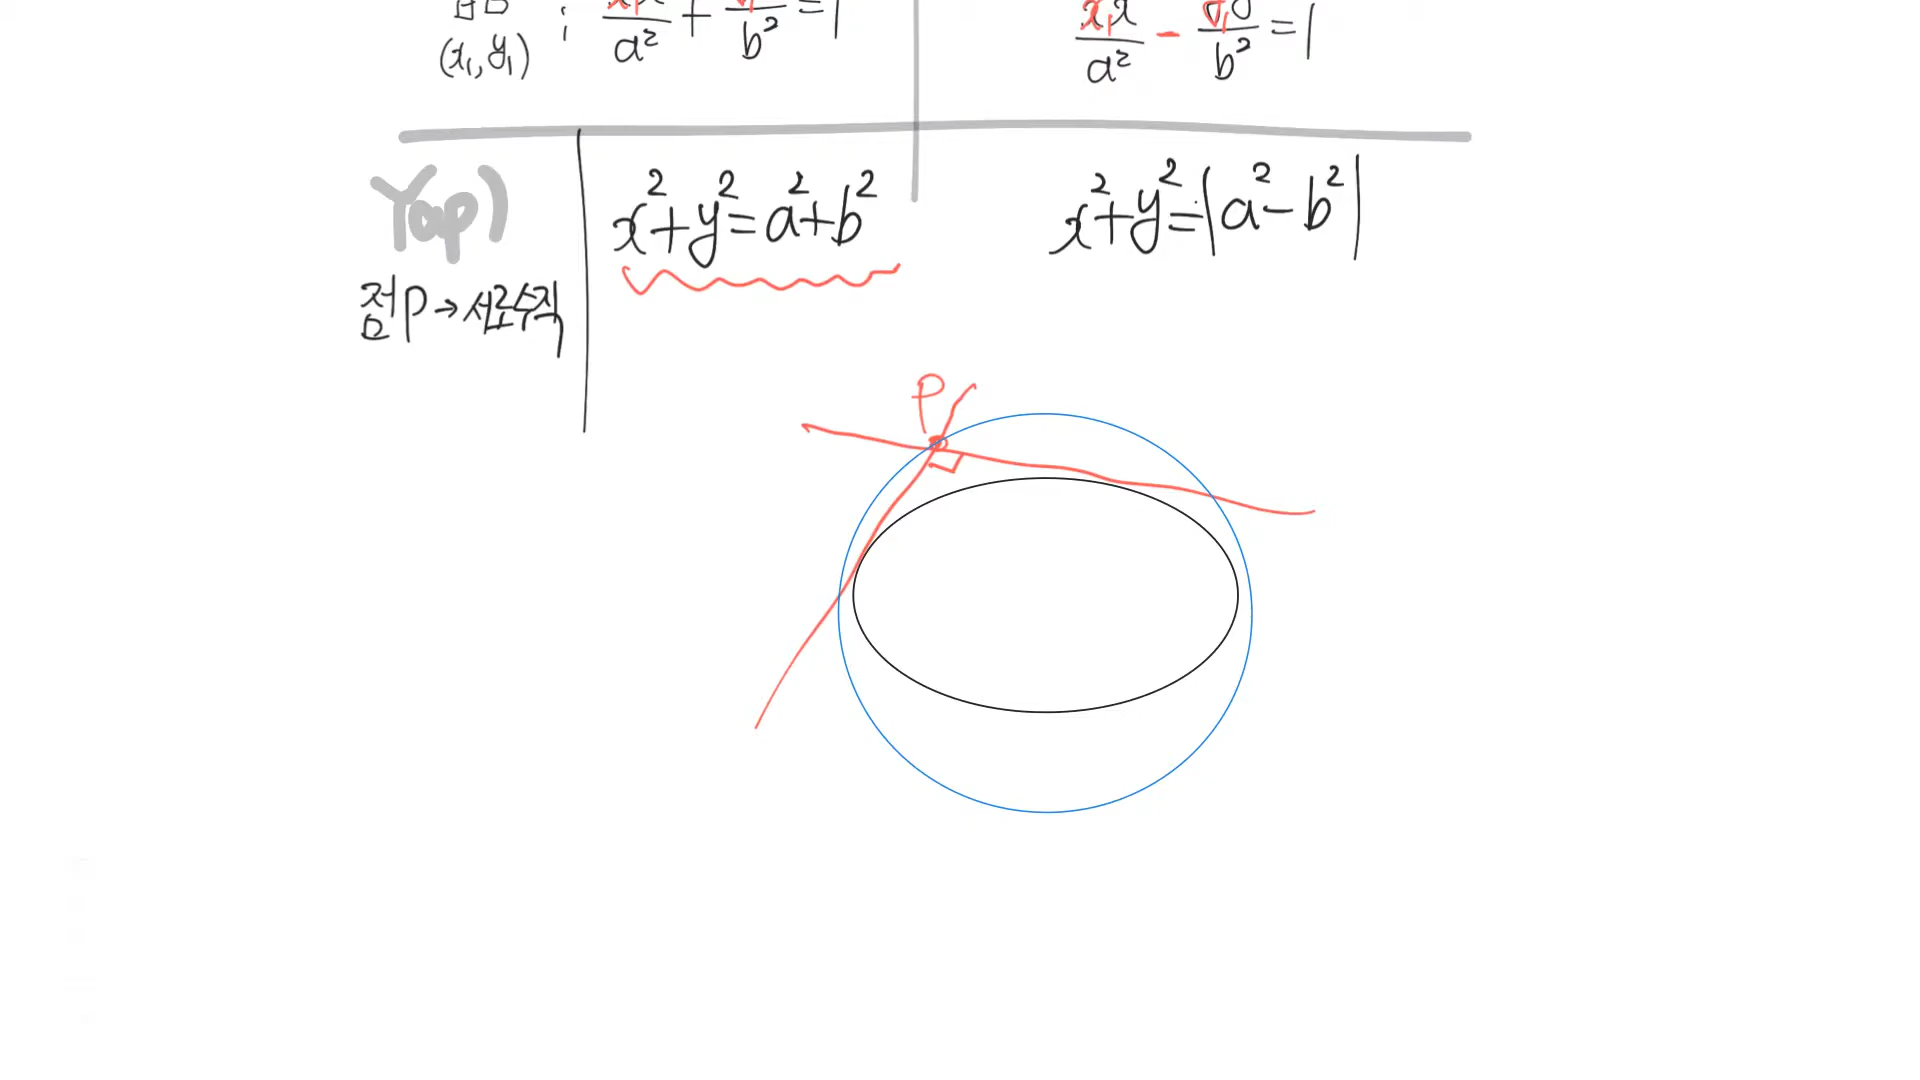 (x₁, y₁) : x₁x/a² + y₁y/b² = 1
x₁x/a² - y₁y/b² = 1
Yap)
x² + y² = a² + b²
x² + y² = |a² - b²|
점P → 서로수직
P